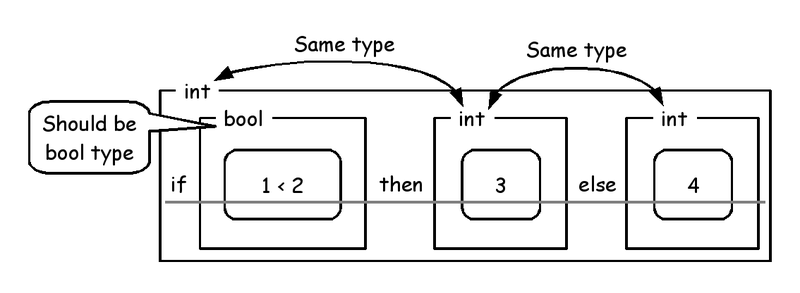 Same type
Same type
int
Should be
bool type
bool
int
int
if
1 < 2
then
3
else
4